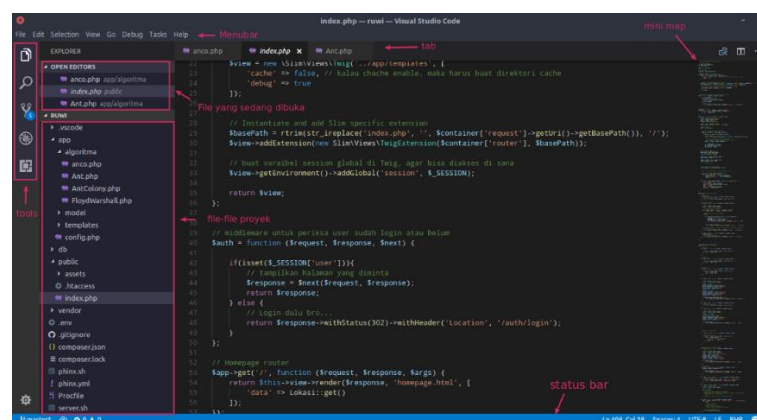 index.php — ruwi — Visual Studio Code
File Edit Selection View Go Debug Tasks Help
Menubar
mini map
EXPLORER
anco.php
index.php
Ant.php
tab
OPEN EDITORS
anco.php app/algoritma
index.php public
Ant.php app/algoritma
File yang sedang dibuka
RUWI
.vscode
app
algoritma
anco.php
Ant.php
AntColony.php
FloydWarshall.php
model
templates
config.php
db
public
assets
.htaccess
index.php
vendor
.env
.gitignore
composer.json
composer.lock
phinx.sh
phinx.yml
Procfile
server.sh
tools
file-file proyek
$view = new \Slim\Views\Twig('../app/templates', [
'cache' => false, // kalau chache enable, maka harus buat direktori cache
'debug' => true
]);
// Instantiate and add Slim specific extension
$basePath = rtrim(str_ireplace('index.php', '', $container['request']->getUri()->getBasePath()), '/');
$view->addExtension(new Slim\Views\TwigExtension($container['router'], $basePath));
// buat varaibel session global di Twig, agar bisa diakses di sana
$view->getEnvironment()->addGlobal('session', $_SESSION);
return $view;
};
// middleware untuk periksa user sudah login atau belum
$auth = function ($request, $response, $next) {
if(isset($_SESSION['user'])){
// tampilkan halaman yang diminta
$response = $next($request, $response);
return $response;
} else {
// Login dulu bro...
return $response->withStatus(302)->withHeader('Location', '/auth/login');
}
};
// Homepage router
$app->get('/', function ($request, $response, $args) {
return $this->view->render($response, 'homepage.html', [
'data' => Lokasi::get()
]);
status bar